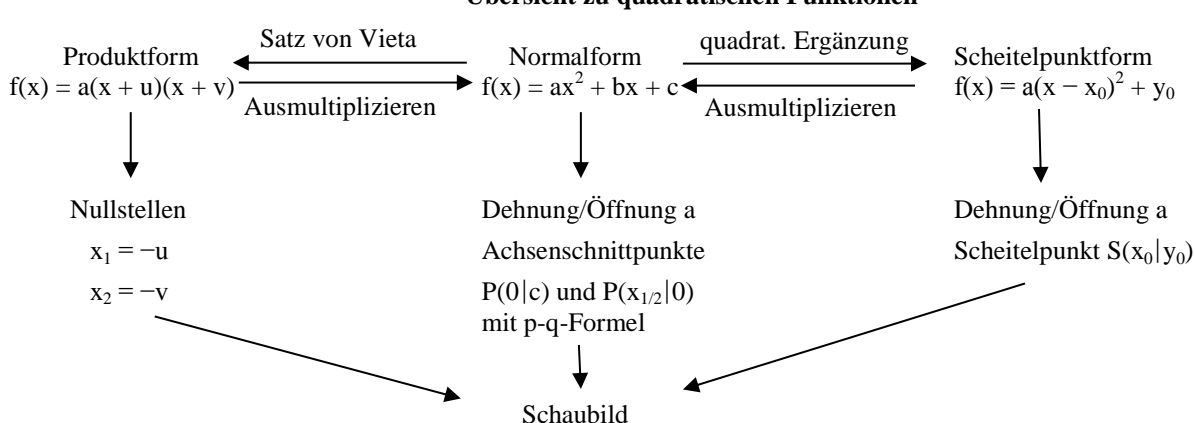 Übersicht zu quadratischen Funktionen
Satz von Vieta
quadrat. Ergänzung
Produktform
Normalform
Scheitelpunktform
f(x) = a(x + u)(x + v)
f(x) = ax² + bx + c
f(x) = a(x − x₀)² + y₀
Ausmultiplizieren
Ausmultiplizieren
Nullstellen
Dehnung/Öffnung a
Dehnung/Öffnung a
x₁ = −u
Achsenschnittpunkte
Scheitelpunkt S(x₀|y₀)
x₂ = −v
P(0|c) und P(x₁/₂|0)
mit p-q-Formel
Schaubild